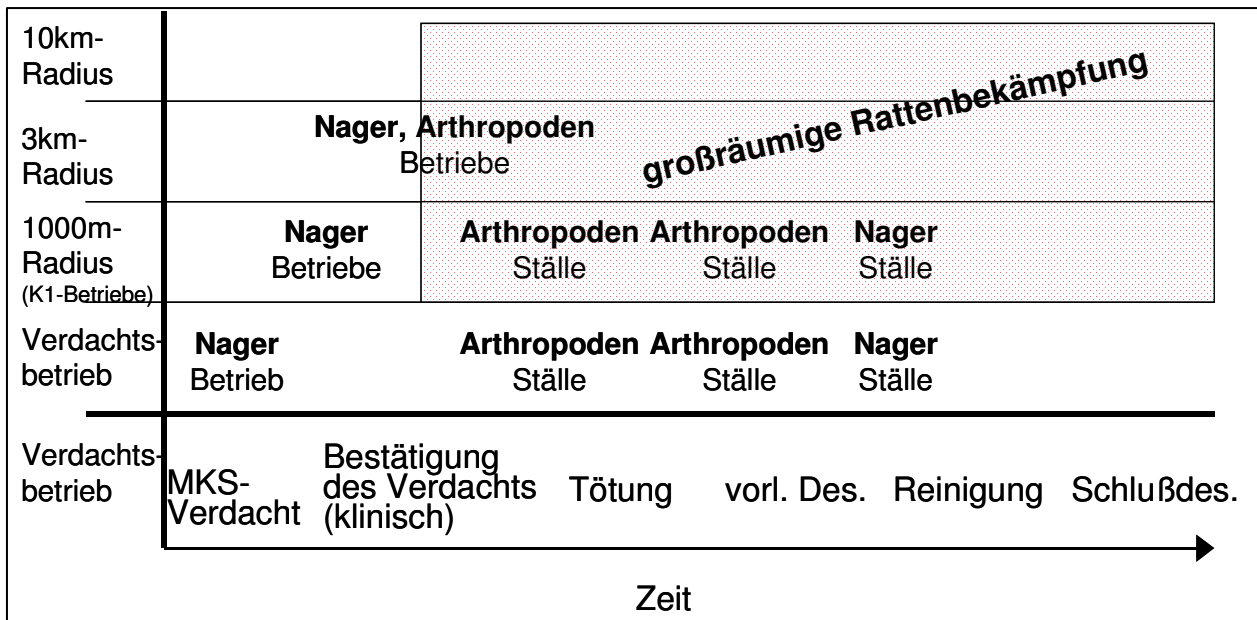 10km-
Radius
großräumige Rattenbekämpfung
3km-
Radius
Nager, Arthropoden
Betriebe
1000m-
Radius
(K1-Betriebe)
Nager
Betriebe
Arthropoden
Ställe
Arthropoden
Ställe
Nager
Ställe
Verdachts-
betrieb
Nager
Betrieb
Arthropoden
Ställe
Arthropoden
Ställe
Nager
Ställe
Verdachts-
betrieb
MKS-
Verdacht
Bestätigung
des Verdachts
(klinisch)
Tötung
vorl. Des.
Reinigung
Schlußdes.
Zeit